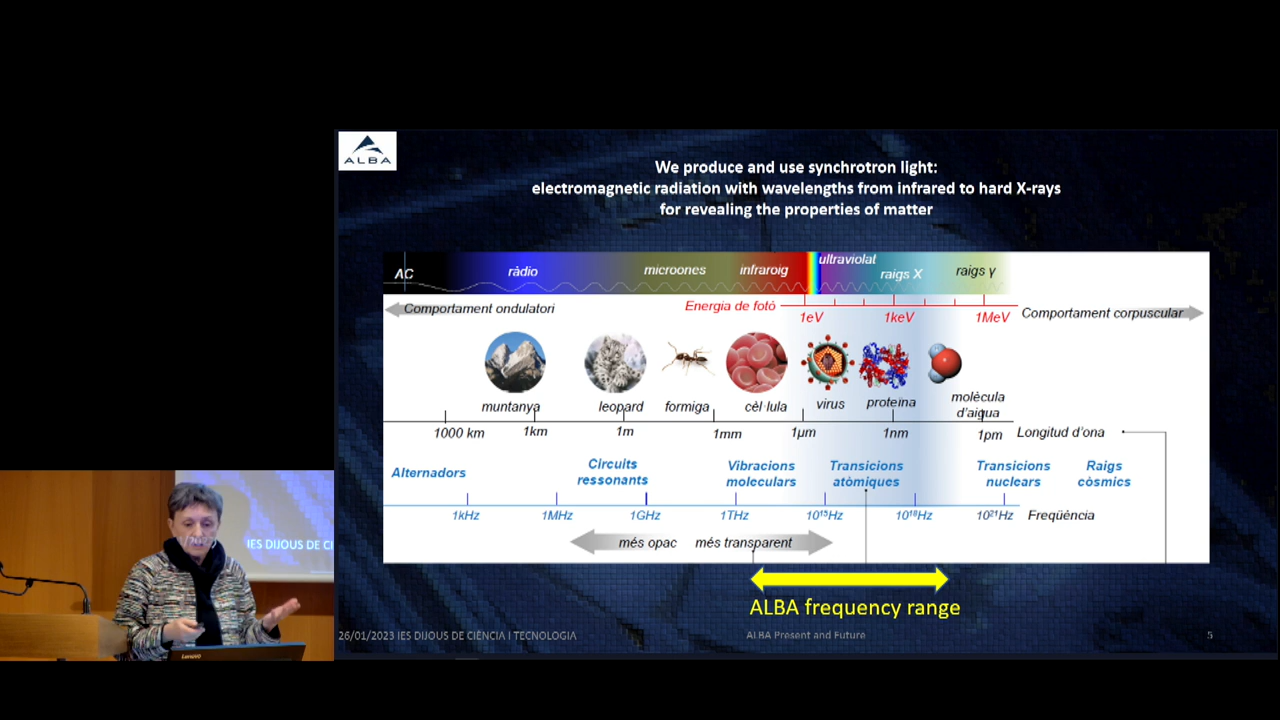 ALBA
We produce and use synchrotron light:
electromagnetic radiation with wavelengths from infrared to hard X-rays
for revealing the properties of matter
AC
ràdio
microones
infraroig
ultraviolat
raigs X
raigs γ
Comportament ondulatori
Energia de fotó
1eV
1keV
1MeV
Comportament corpuscular
muntanya
leopard
formiga
cèl·lula
virus
proteïna
molècula
d'aigua
1000 km
1km
1m
1mm
1μm
1nm
1pm
Longitud d'ona
Alternadors
Circuits
ressonants
Vibracions
moleculars
Transicions
atòmiques
Transicions
nuclears
Raigs
còsmics
1kHz
1MHz
1GHz
1THz
10¹⁵Hz
10¹⁸Hz
10²¹Hz
Freqüència
més opac
més transparent
ALBA frequency range
26/01/2023 IES DIJOUS DE CIÈNCIA I TECNOLOGIA
ALBA Present and Future
5
IES DIJOUS DE CI
Lenovo